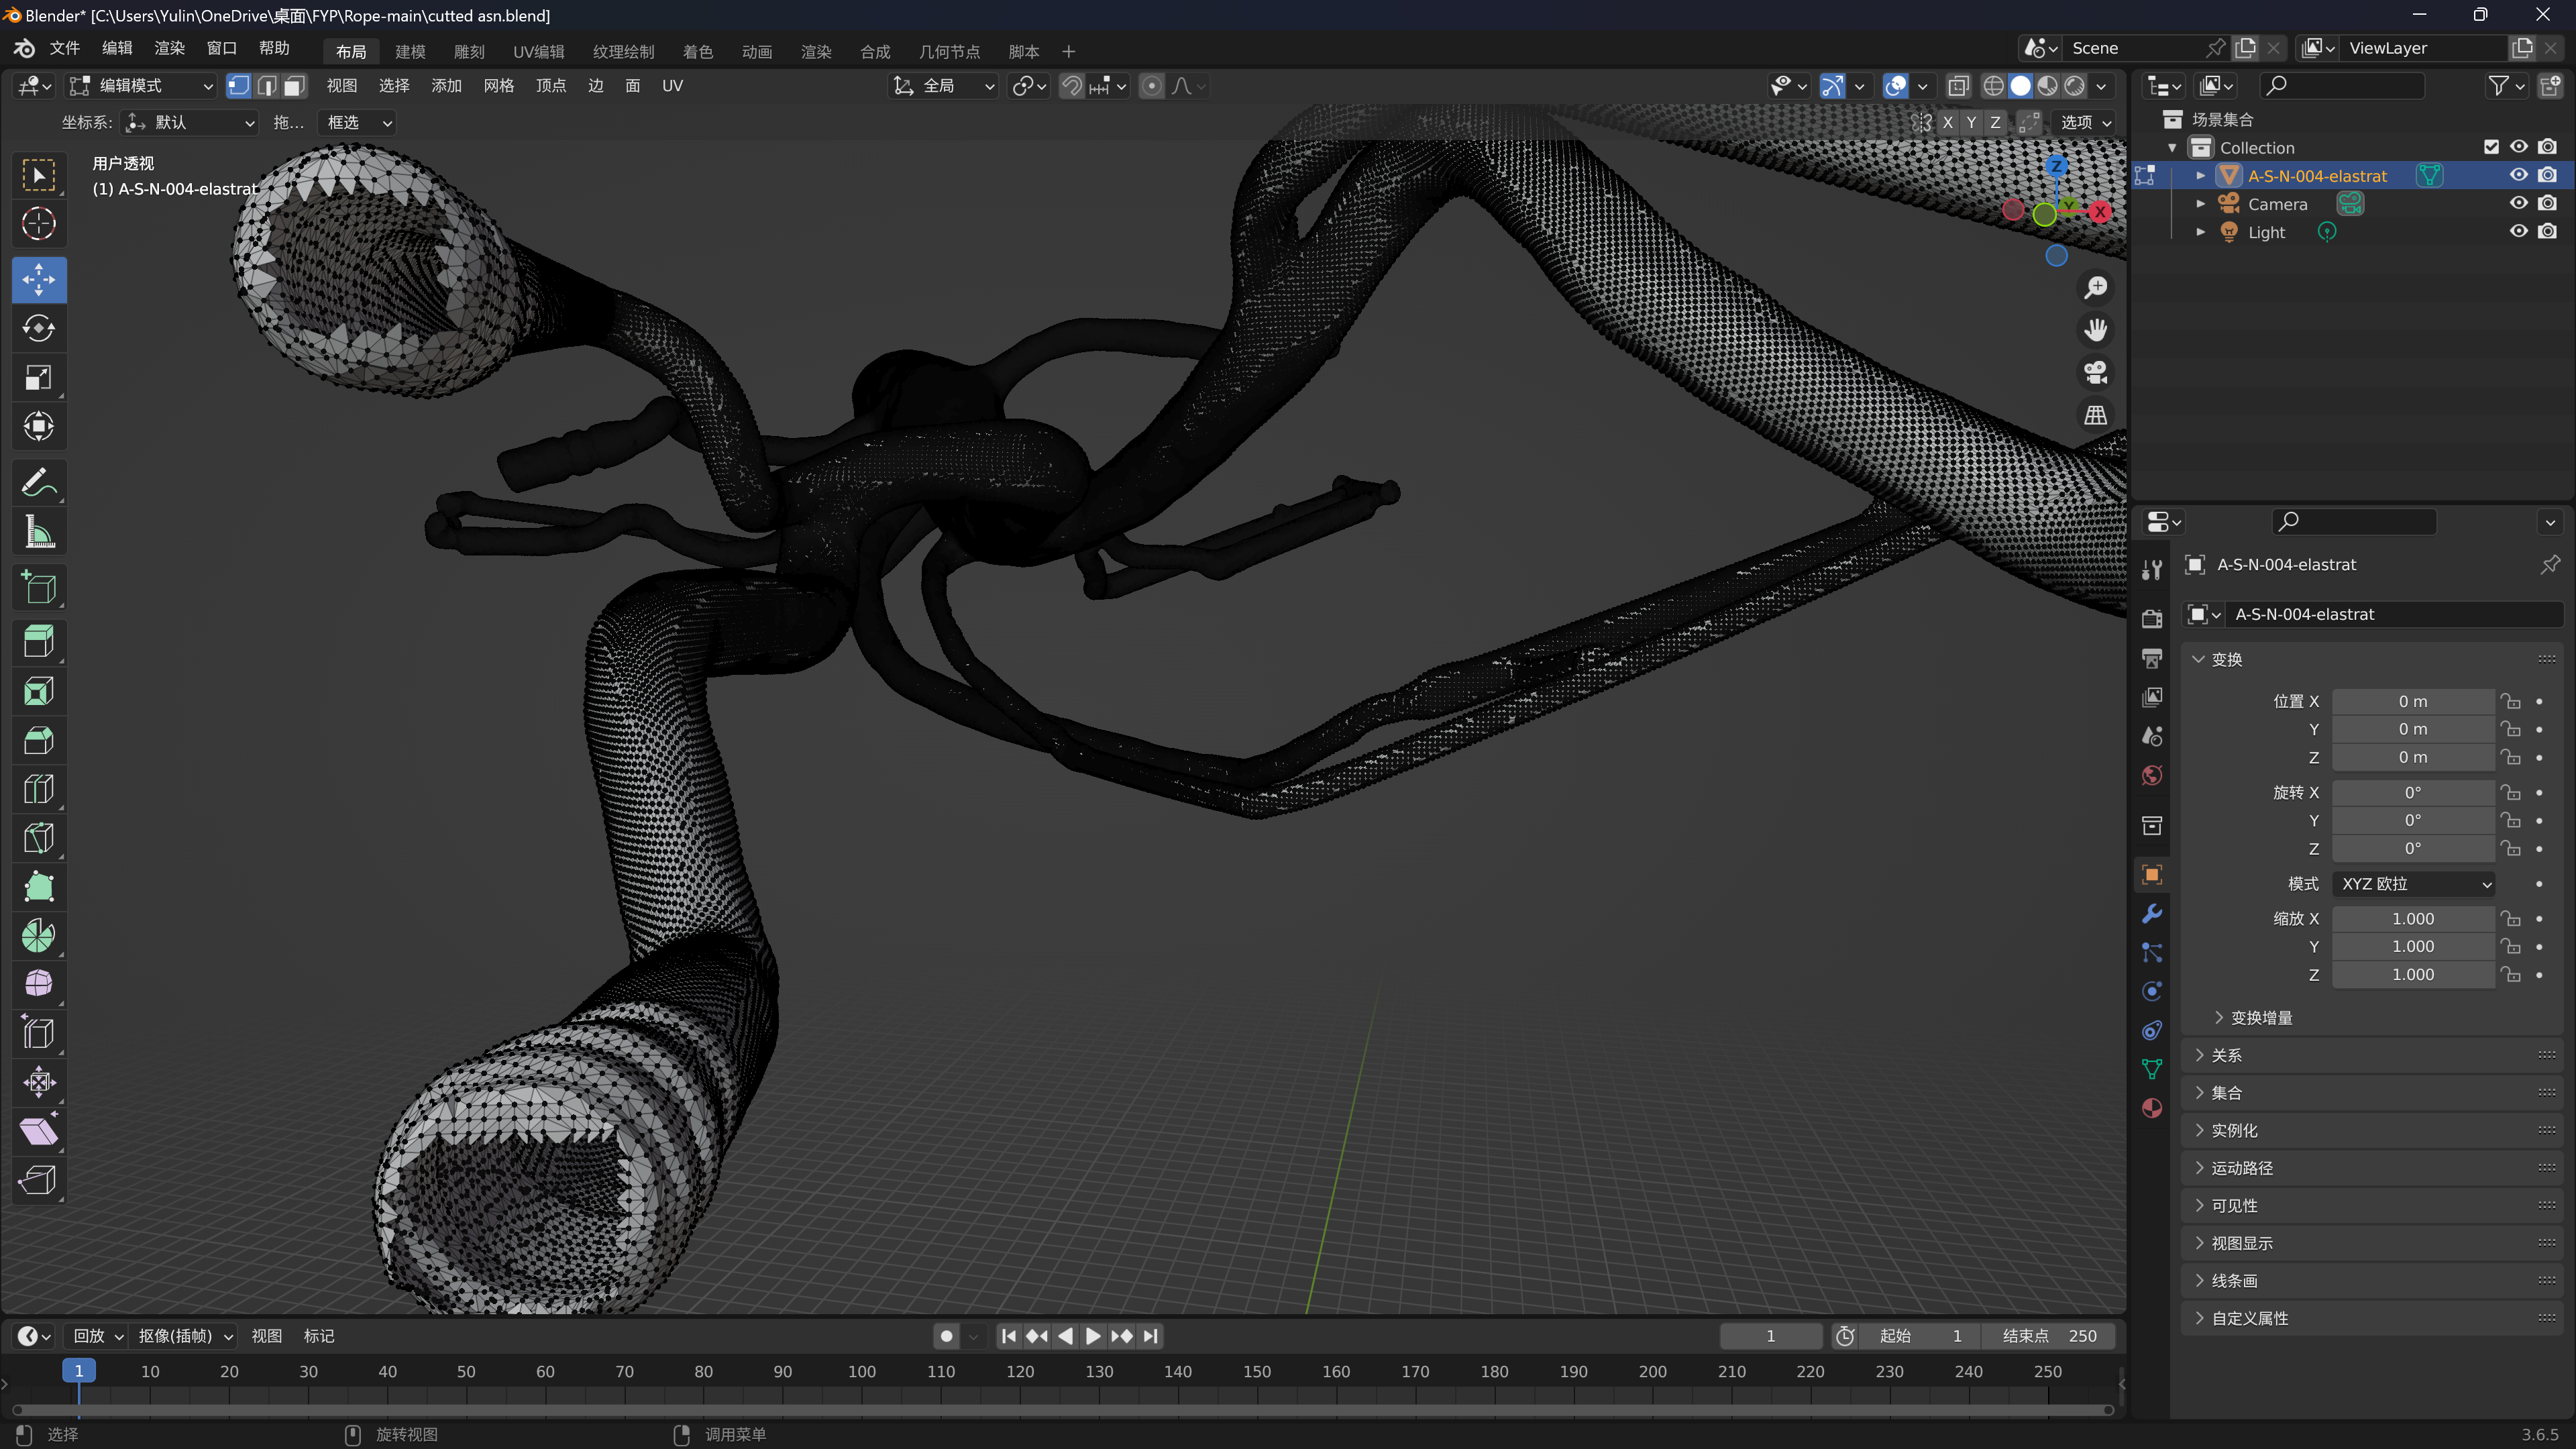 Blender* [C:\Users\Yulin\OneDrive\桌面\FYP\Rope-main\cutted asn.blend]
文件 编辑 渲染 窗口 帮助 布局 建模 雕刻 UV编辑 纹理绘制 着色 动画 渲染 合成 几何节点 脚本 + Scene ViewLayer
编辑模式 视图 选择 添加 网格 顶点 边 面 UV 全局
坐标系: 默认 拖... 框选 X Y Z 选项
用户透视
(1) A-S-N-004-elastrat
Z
Y
X
场景集合
Collection
A-S-N-004-elastrat
Camera
Light
A-S-N-004-elastrat
A-S-N-004-elastrat
变换
位置 X 0 m
Y 0 m
Z 0 m
旋转 X 0°
Y 0°
Z 0°
模式 XYZ 欧拉
缩放 X 1.000
Y 1.000
Z 1.000
变换增量
关系
集合
实例化
运动路径
可见性
视图显示
线条画
自定义属性
回放 抠像(插帧) 视图 标记 1 起始 1 结束点 250
1 10 20 30 40 50 60 70 80 90 100 110 120 130 140 150 160 170 180 190 200 210 220 230 240 250
选择 旋转视图 调用菜单 3.6.5